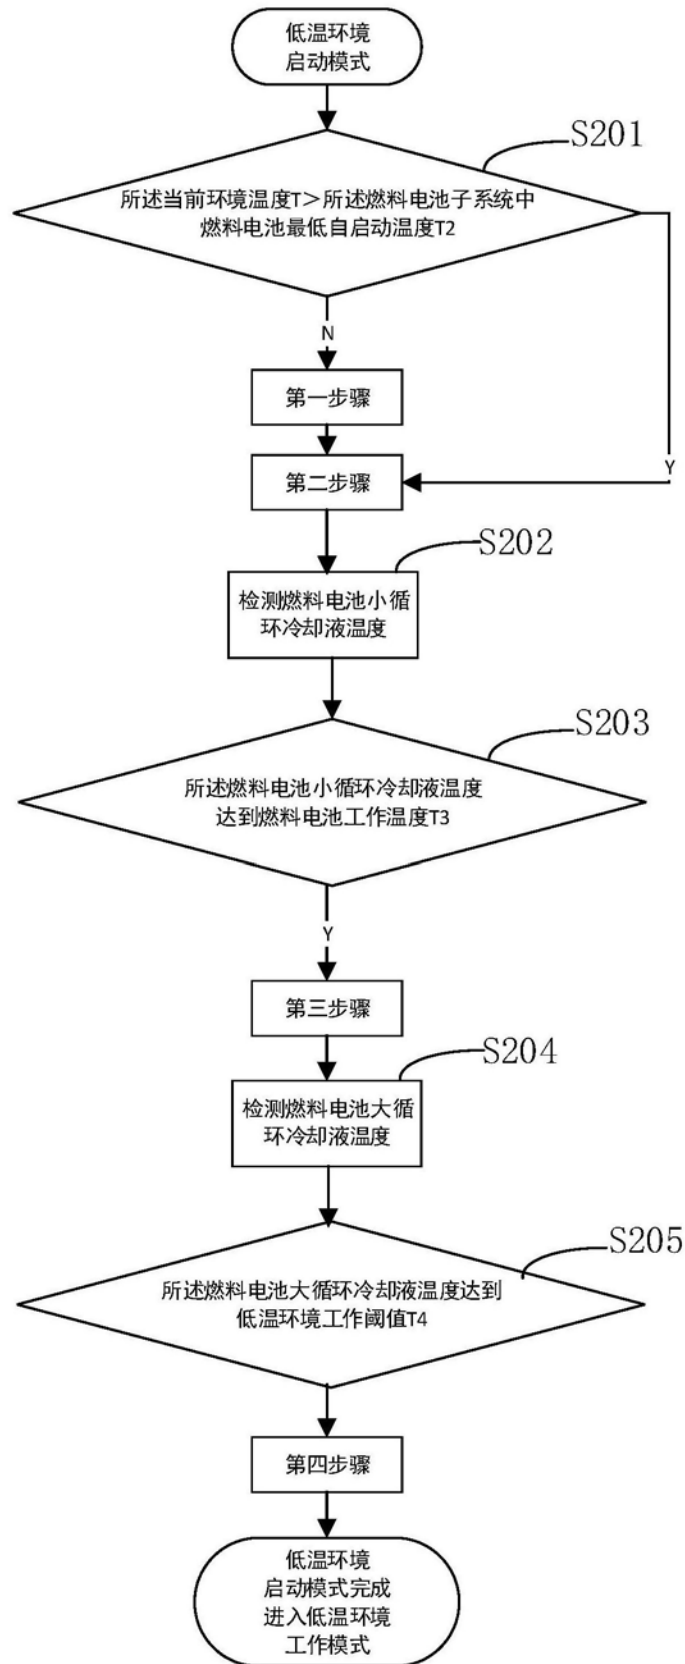 低温环境
启动模式
S201
所述当前环境温度T＞所述燃料电池子系统中
燃料电池最低自启动温度T2
N
第一步骤
Y
第二步骤
S202
检测燃料电池小循
环冷却液温度
S203
所述燃料电池小循环冷却液温度
达到燃料电池工作温度T3
Y
第三步骤
S204
检测燃料电池大循
环冷却液温度
S205
所述燃料电池大循环冷却液温度达到
低温环境工作阈值T4
第四步骤
低温环境
启动模式完成
进入低温环境
工作模式